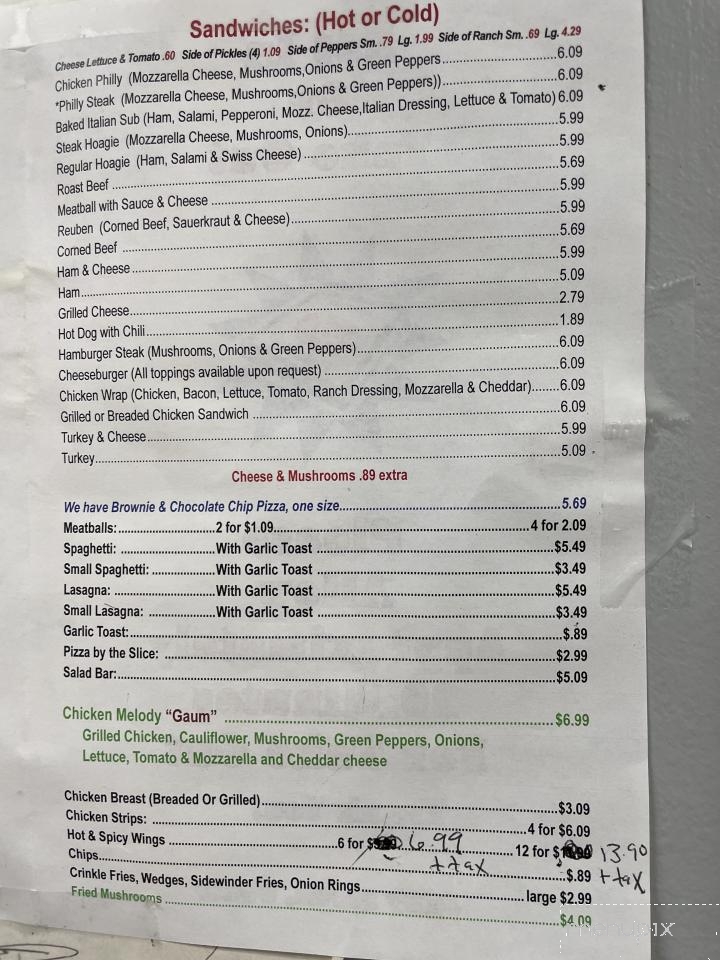 Sandwiches: (Hot or Cold)
Cheese Lettuce & Tomato .60 Side of Pickles (4) 1.09 Side of Peppers Sm. .79 Lg. 1.99 Side of Ranch Sm. .69 Lg. 4.29
Chicken Philly (Mozzarella Cheese, Mushrooms,Onions & Green Peppers.....6.09
*Philly Steak (Mozzarella Cheese, Mushrooms,Onions & Green Peppers)).....6.09
Baked Italian Sub (Ham, Salami, Pepperoni, Mozz. Cheese,Italian Dressing, Lettuce & Tomato) 6.09
Steak Hoagie (Mozzarella Cheese, Mushrooms, Onions).....5.99
Regular Hoagie (Ham, Salami & Swiss Cheese).....5.99
Roast Beef.....5.69
Meatball with Sauce & Cheese.....5.99
Reuben (Corned Beef, Sauerkraut & Cheese).....5.99
Corned Beef.....5.69
Ham & Cheese.....5.99
Ham.....5.09
Grilled Cheese.....2.79
Hot Dog with Chili.....1.89
Hamburger Steak (Mushrooms, Onions & Green Peppers).....6.09
Cheeseburger (All toppings available upon request).....6.09
Chicken Wrap (Chicken, Bacon, Lettuce, Tomato, Ranch Dressing, Mozzarella & Cheddar).....6.09
Grilled or Breaded Chicken Sandwich.....6.09
Turkey & Cheese.....5.99
Turkey.....5.09
Cheese & Mushrooms .89 extra
We have Brownie & Chocolate Chip Pizza, one size.....5.69
Meatballs:.....2 for $1.09.....4 for 2.09
Spaghetti:.....With Garlic Toast.....$5.49
Small Spaghetti:.....With Garlic Toast.....$3.49
Lasagna:.....With Garlic Toast.....$5.49
Small Lasagna:.....With Garlic Toast.....$3.49
Garlic Toast:.....$.89
Pizza by the Slice:.....$2.99
Salad Bar:.....$5.09
Chicken Melody “Gaum”.....$6.99
Grilled Chicken, Cauliflower, Mushrooms, Green Peppers, Onions,
Lettuce, Tomato & Mozzarella and Cheddar cheese
Chicken Breast (Breaded Or Grilled).....$3.09
Chicken Strips:.....4 for $6.09
Hot & Spicy Wings.....6 for $ 6.99 + tax.....12 for $ 13.90 + tax
Chips.....$.89
Crinkle Fries, Wedges, Sidewinder Fries, Onion Rings.....large $2.99
Fried Mushrooms.....$4.09